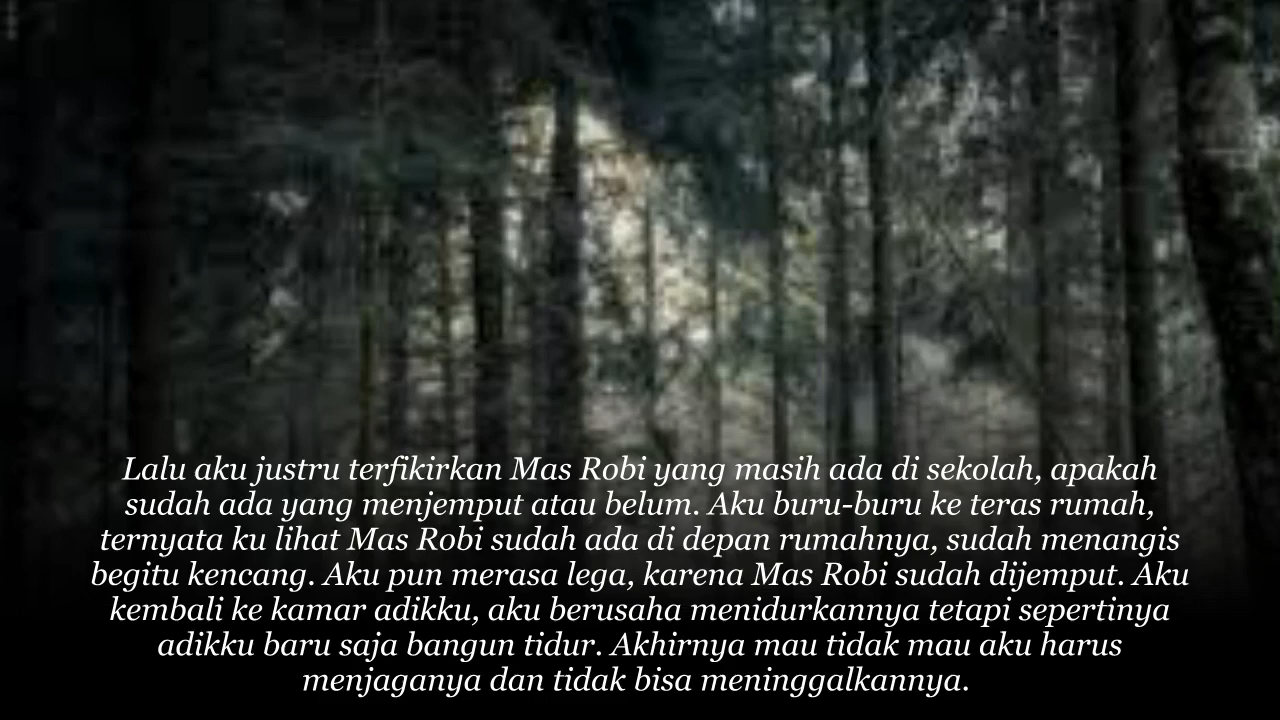 Lalu aku justru terfikirkan Mas Robi yang masih ada di sekolah, apakah
sudah ada yang menjemput atau belum. Aku buru-buru ke teras rumah,
ternyata ku lihat Mas Robi sudah ada di depan rumahnya, sudah menangis
begitu kencang. Aku pun merasa lega, karena Mas Robi sudah dijemput. Aku
kembali ke kamar adikku, aku berusaha menidurkannya tetapi sepertinya
adikku baru saja bangun tidur. Akhirnya mau tidak mau aku harus
menjaganya dan tidak bisa meninggalkannya.